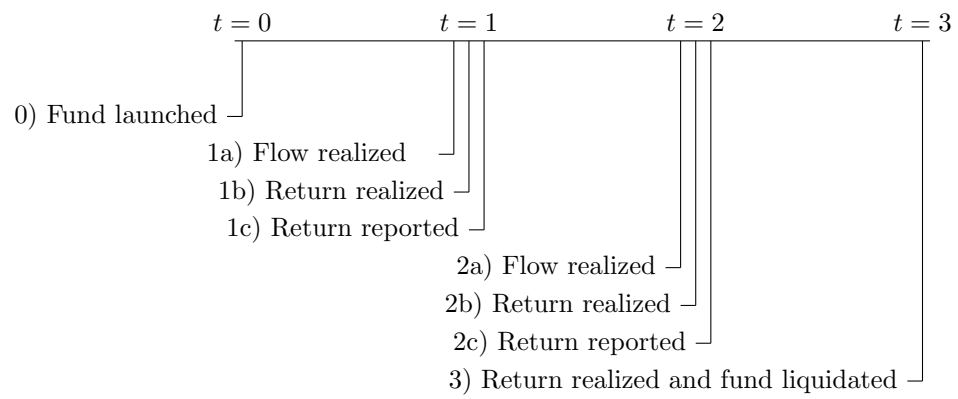 t = 0 t = 1 t = 2 t = 3
0) Fund launched
1a) Flow realized
1b) Return realized
1c) Return reported
2a) Flow realized
2b) Return realized
2c) Return reported
3) Return realized and fund liquidated